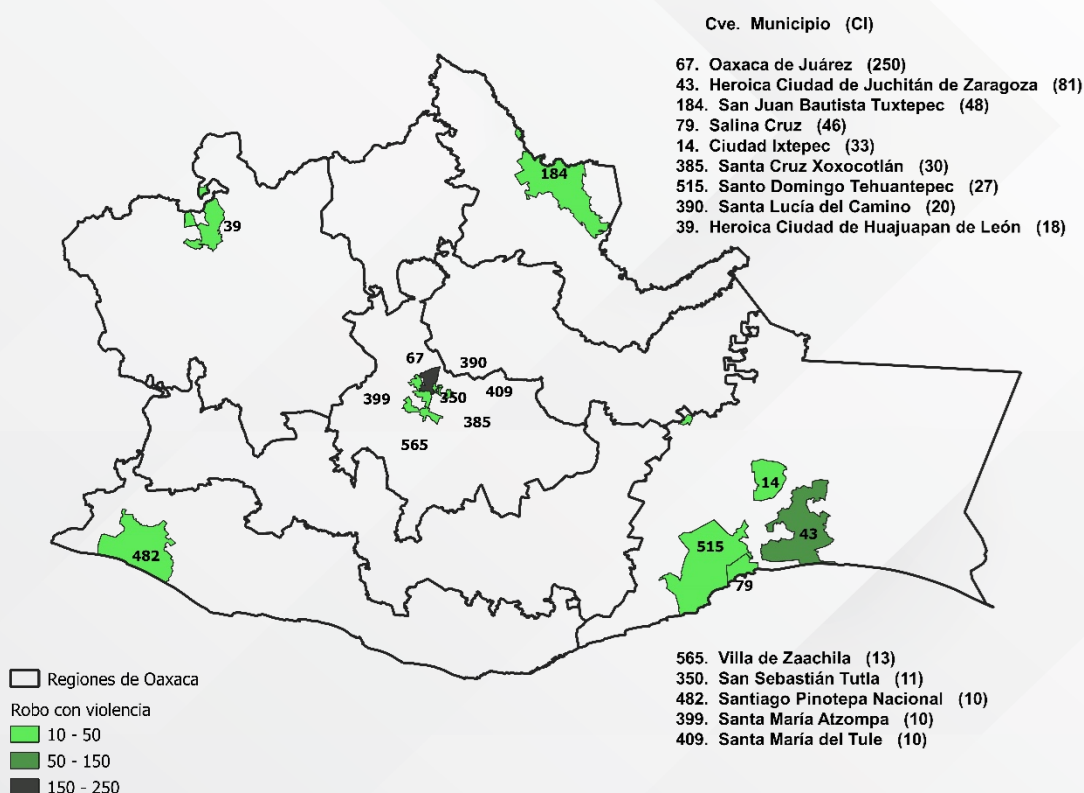 Cve. Municipio (CI)
67. Oaxaca de Juárez (250)
43. Heroica Ciudad de Juchitán de Zaragoza (81)
184. San Juan Bautista Tuxtepec (48)
79. Salina Cruz (46)
14. Ciudad Ixtepec (33)
385. Santa Cruz Xoxocotlán (30)
515. Santo Domingo Tehuantepec (27)
390. Santa Lucía del Camino (20)
39. Heroica Ciudad de Huajuapan de León (18)
184
39
67
390
399
350
409
385
565
14
482
515
43
79
565. Villa de Zaachila (13)
350. San Sebastián Tutla (11)
482. Santiago Pinotepa Nacional (10)
399. Santa María Atzompa (10)
409. Santa María del Tule (10)
Regiones de Oaxaca
Robo con violencia
10 - 50
50 - 150
150 - 250